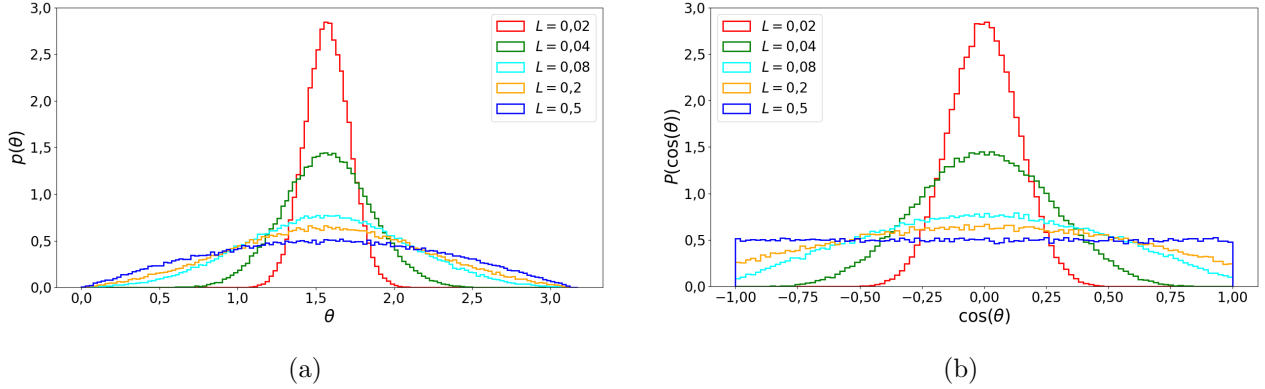 3,0
2,5
2,0
1,5
1,0
0,5
0,0
p(θ)
0,0 0,5 1,0 1,5 2,0 2,5 3,0
θ
L = 0,02
L = 0,04
L = 0,08
L = 0,2
L = 0,5
(a)
3,0
2,5
2,0
1,5
1,0
0,5
0,0
P(cos(θ))
−1,00 −0,75 −0,50 −0,25 0,00 0,25 0,50 0,75 1,00
cos(θ)
L = 0,02
L = 0,04
L = 0,08
L = 0,2
L = 0,5
(b)